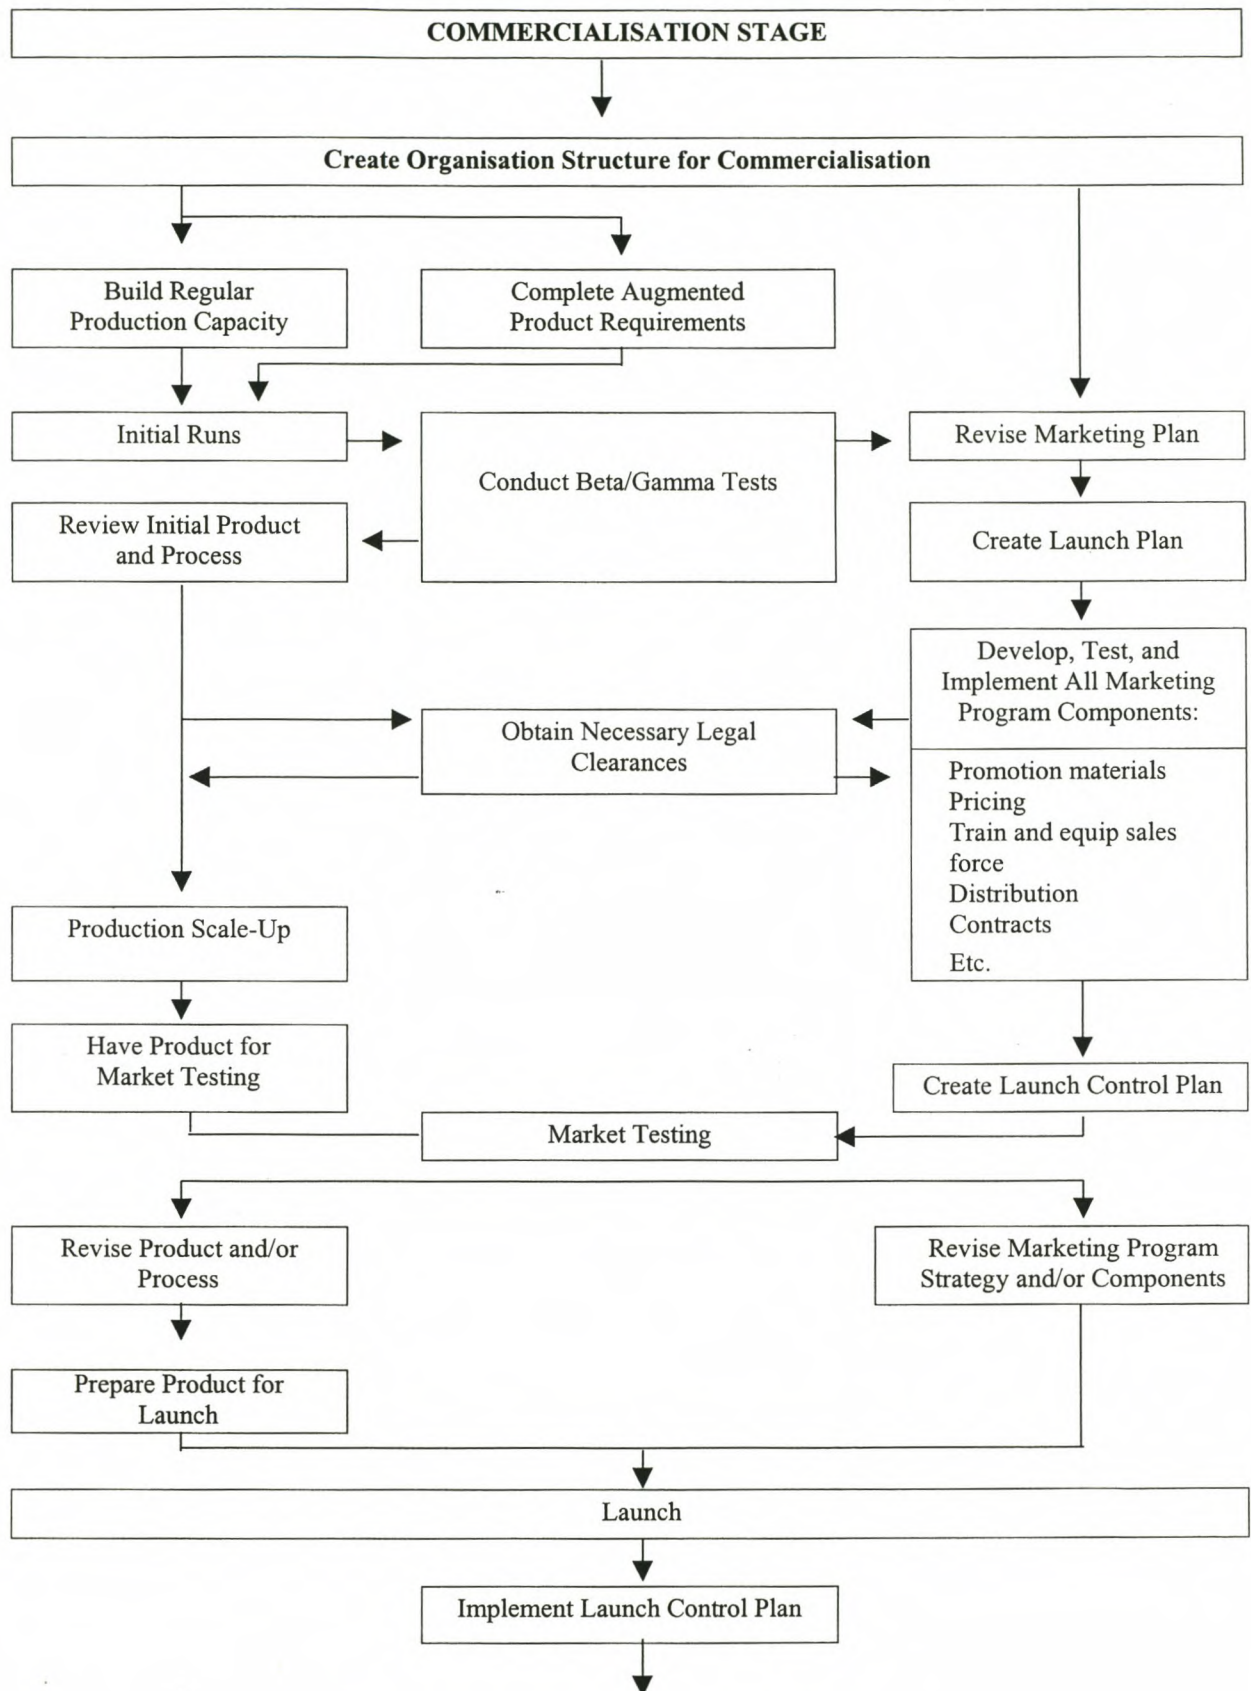 COMMERCIALISATION STAGE
Create Organisation Structure for Commercialisation
Build Regular
Production Capacity
Complete Augmented
Product Requirements
Initial Runs
Conduct Beta/Gamma Tests
Revise Marketing Plan
Review Initial Product
and Process
Create Launch Plan
Develop, Test, and
Implement All Marketing
Program Components:
Obtain Necessary Legal
Clearances
Promotion materials
Pricing
Train and equip sales
force
Distribution
Contracts
Etc.
Production Scale-Up
Have Product for
Market Testing
Create Launch Control Plan
Market Testing
Revise Product and/or
Process
Revise Marketing Program
Strategy and/or Components
Prepare Product for
Launch
Launch
Implement Launch Control Plan